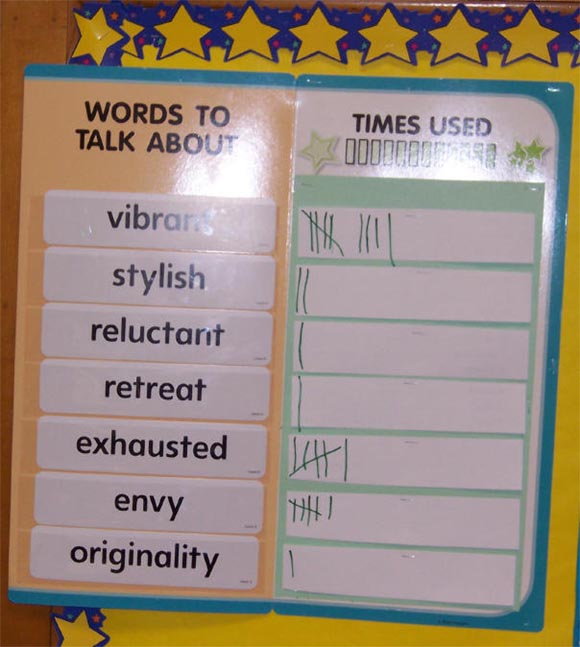 WORDS TO
TALK ABOUT
TIMES USED
vibrant
stylish
reluctant
retreat
exhausted
envy
originality